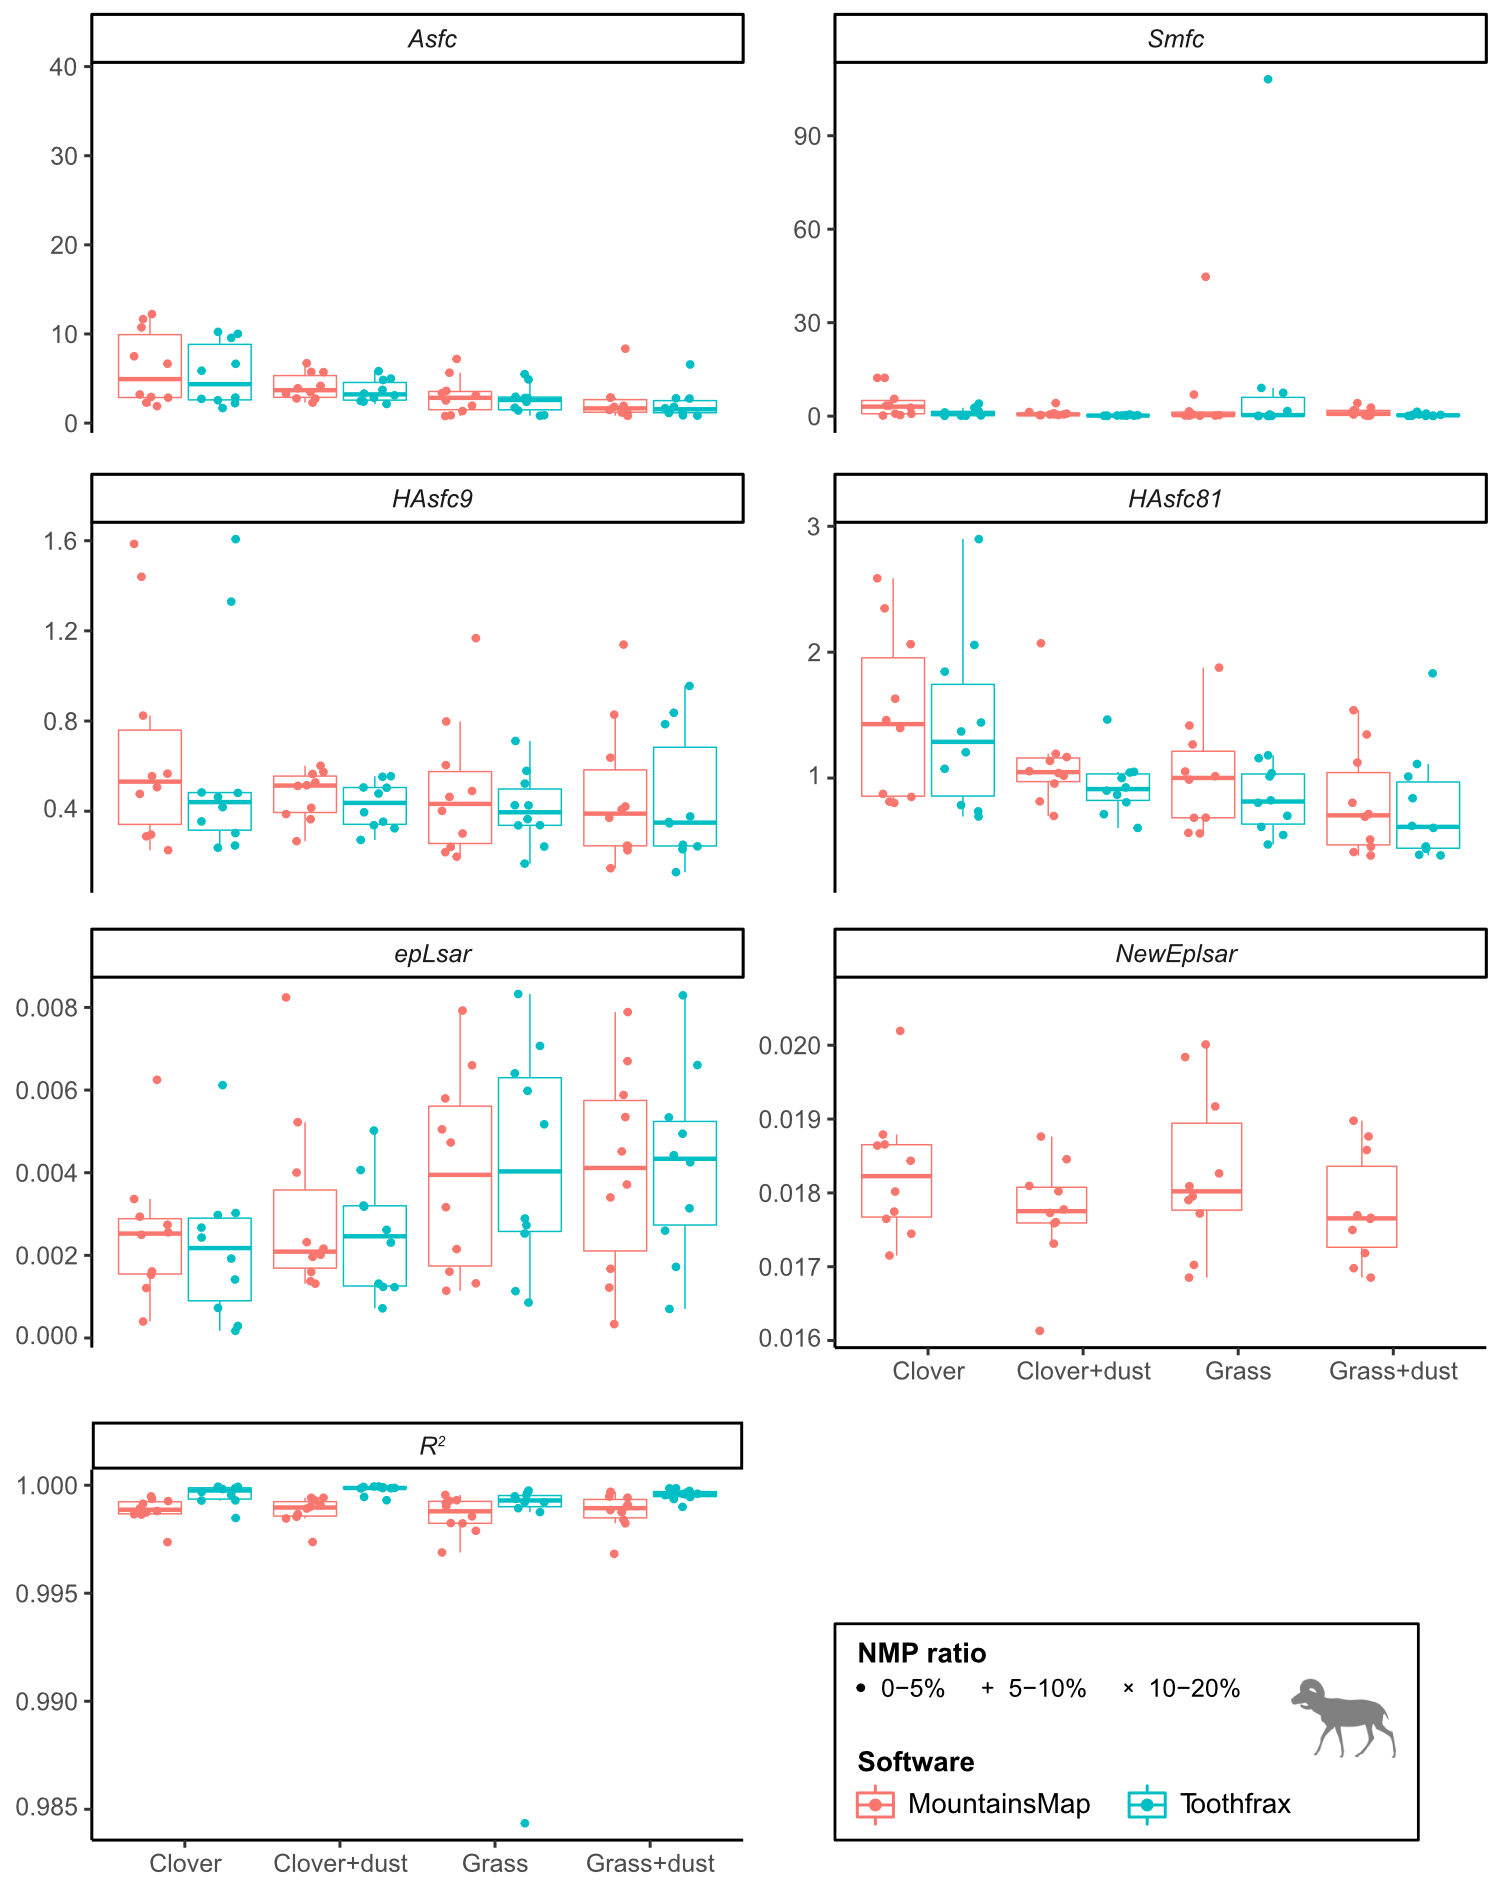 Asfc
40
30
20
10
0
Smfc
90
60
30
0
HAsfc9
1.6
1.2
0.8
0.4
HAsfc81
3
2
1
epLsar
0.008
0.006
0.004
0.002
0.000
NewEplsar
0.020
0.019
0.018
0.017
0.016
Clover Clover+dust Grass Grass+dust
R²
1.000
0.995
0.990
0.985
Clover Clover+dust Grass Grass+dust
NMP ratio
0−5% + 5−10% × 10−20%
Software
MountainsMap Toothfrax